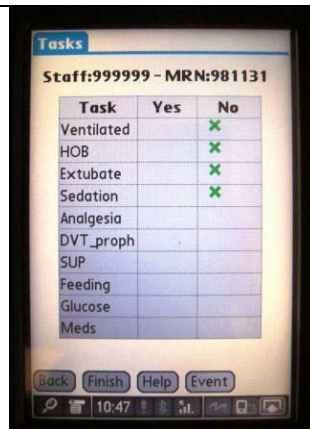 Tasks
Staff:999999 - MRN:981131
Task Yes No
Ventilated
HOB
Extubate
Sedation
Analgesia
DVT_proph
SUP
Feeding
Glucose
Meds
Back Finish Help Event
10:47